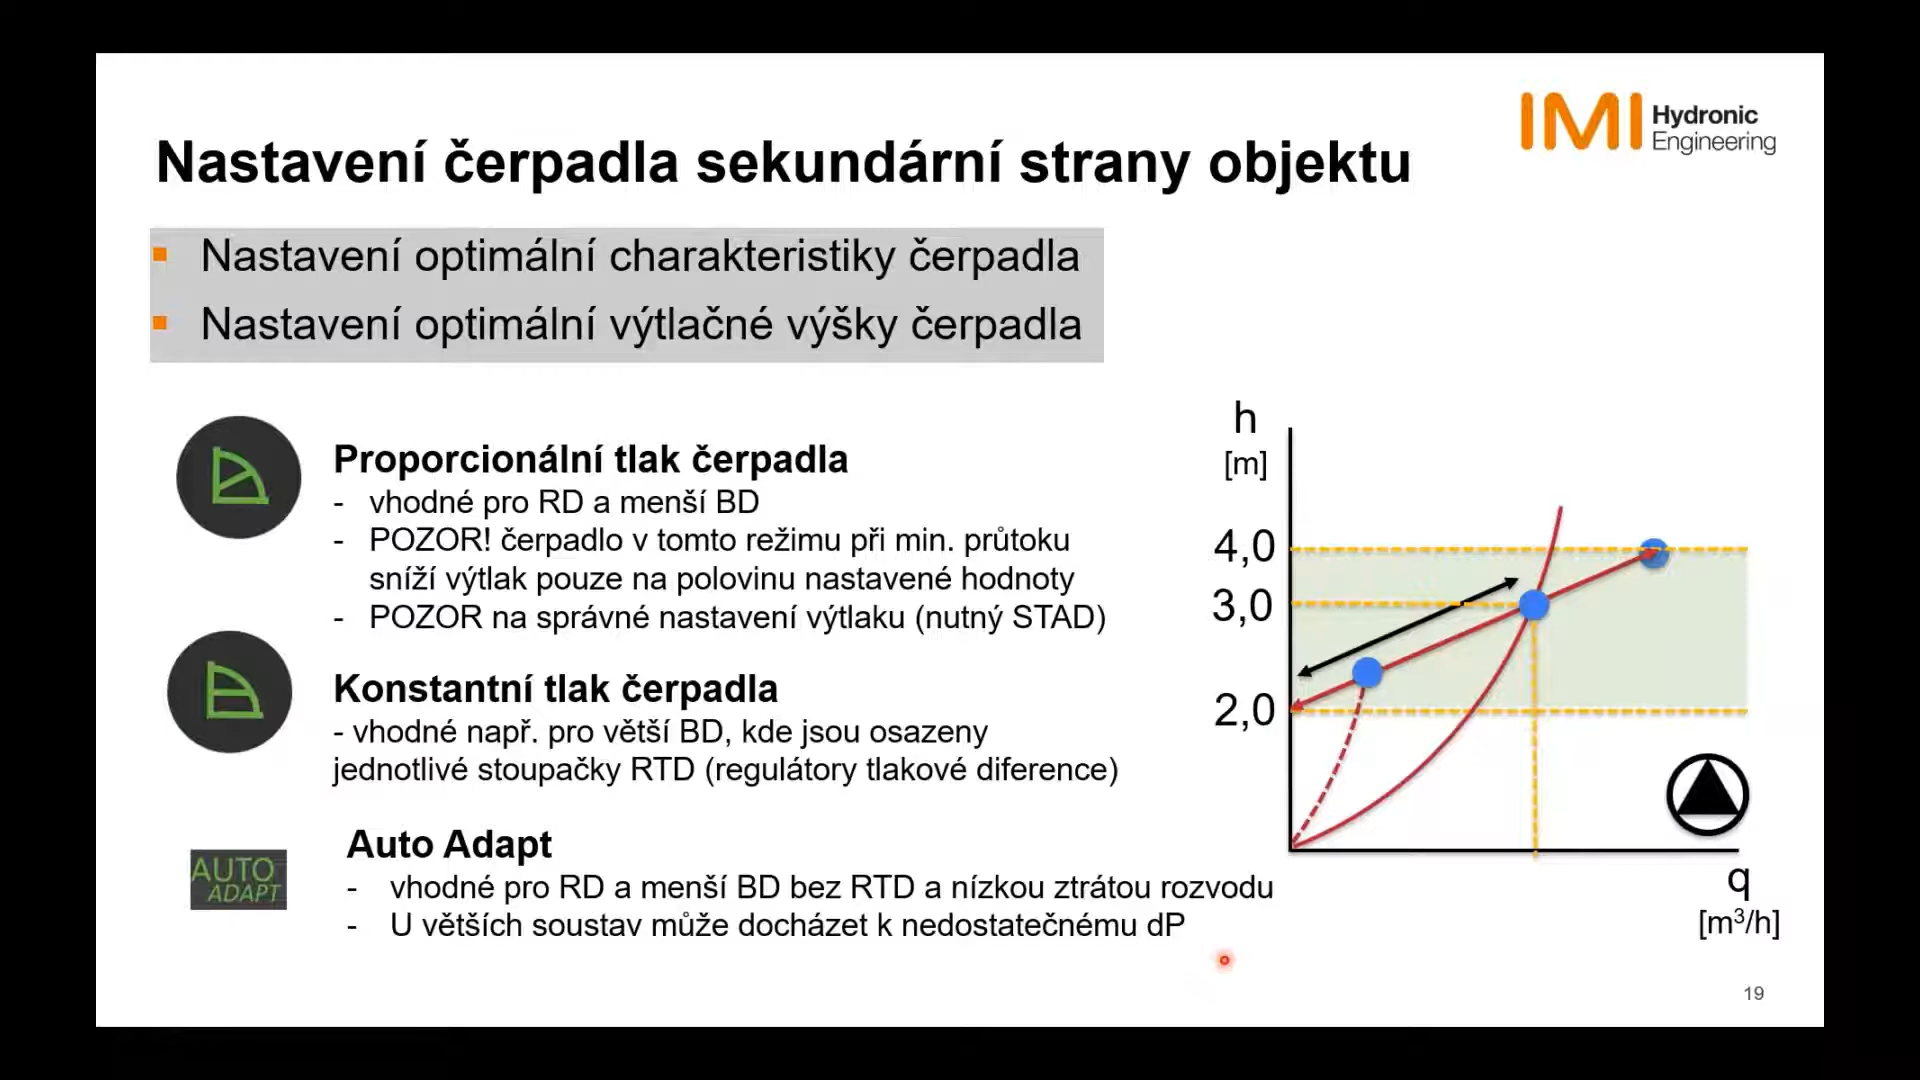 IMI Hydronic
Engineering
Nastavení čerpadla sekundární strany objektu
▪ Nastavení optimální charakteristiky čerpadla
▪ Nastavení optimální výtlačné výšky čerpadla
Proporcionální tlak čerpadla
- vhodné pro RD a menší BD
- POZOR! čerpadlo v tomto režimu při min. průtoku
sníží výtlak pouze na polovinu nastavené hodnoty
- POZOR na správné nastavení výtlaku (nutný STAD)
Konstantní tlak čerpadla
- vhodné např. pro větší BD, kde jsou osazeny
jednotlivé stoupačky RTD (regulátory tlakové diference)
AUTO
ADAPT
Auto Adapt
- vhodné pro RD a menší BD bez RTD a nízkou ztrátou rozvodu
- U větších soustav může docházet k nedostatečnému dP
h
[m]
4,0
3,0
2,0
q
[m³/h]
19